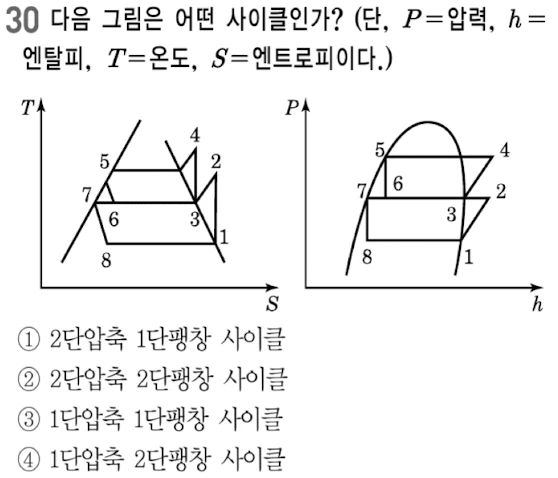 30 다음 그림은 어떤 사이클인가? (단, P=압력, h=
엔탈피, T=온도, S=엔트로피이다.)
T
4
5
2
7
6
3
1
8
S
P
5
4
7
6
2
3
8
1
h
① 2단압축 1단팽창 사이클
② 2단압축 2단팽창 사이클
③ 1단압축 1단팽창 사이클
④ 1단압축 2단팽창 사이클